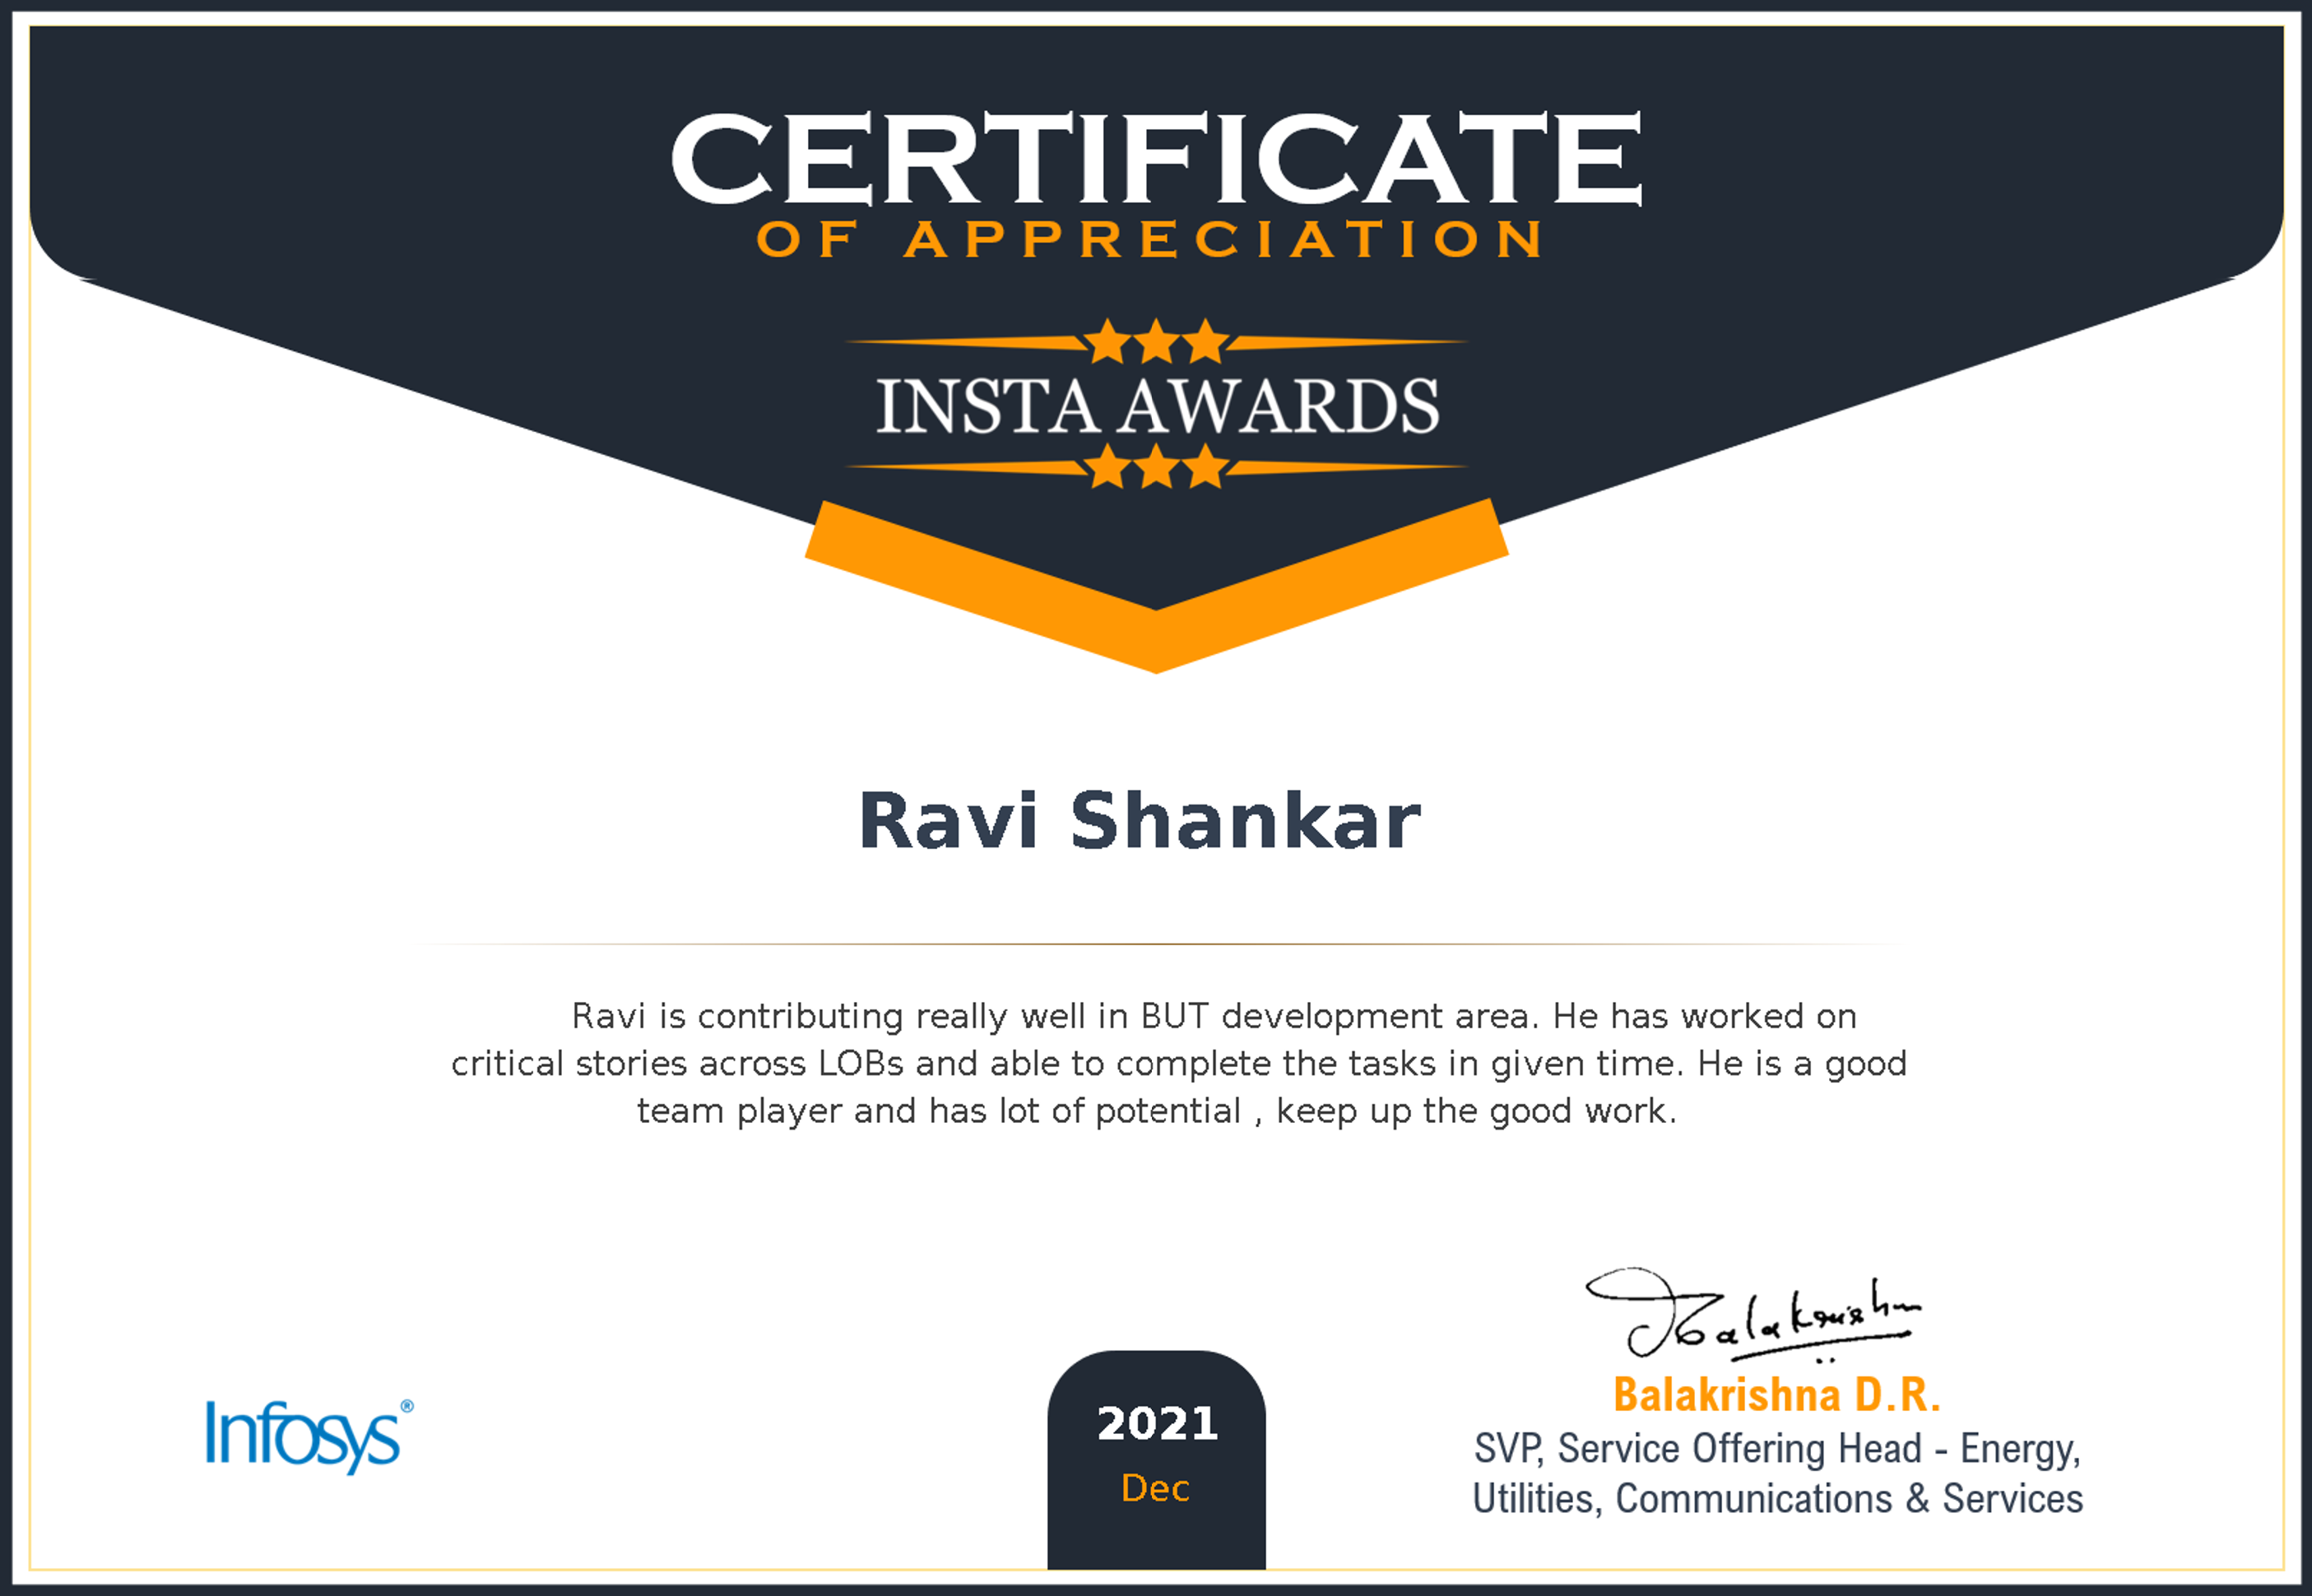 CERTIFICATE
OF APPRECIATION
INSTA AWARDS
Ravi Shankar
Ravi is contributing really well in BUT development area. He has worked on
critical stories across LOBs and able to complete the tasks in given time. He is a good
team player and has lot of potential , keep up the good work.
Balakrishna
Infosys®
2021
Dec
Balakrishna D.R.
SVP, Service Offering Head - Energy,
Utilities, Communications & Services